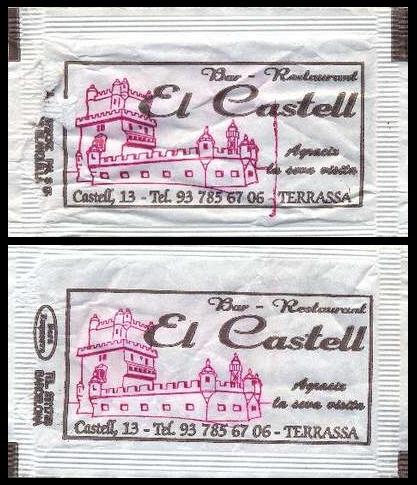 Bar - Restaurant
El Castell
Agraeix
la seva visita
Castell, 13 - Tel. 93 785 67 06 - TERRASSA
Bar - Restaurant
El Castell
Agraeix
la seva visita
Castell, 13 - Tel. 93 785 67 06 - TERRASSA
BARCELONA